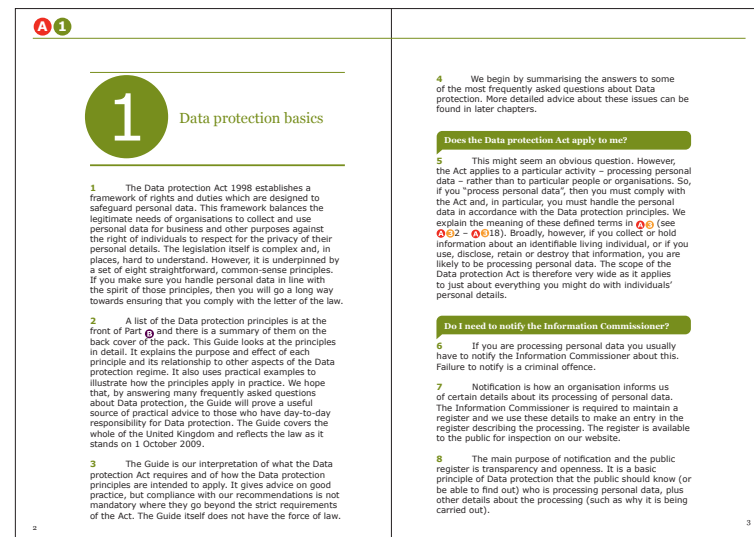 A 1
1
Data protection basics
1 The Data protection Act 1998 establishes a
framework of rights and duties which are designed to
safeguard personal data. This framework balances the
legitimate needs of organisations to collect and use
personal data for business and other purposes against
the right of individuals to respect for the privacy of their
personal details. The legislation itself is complex and, in
places, hard to understand. However, it is underpinned by
a set of eight straightforward, common-sense principles.
If you make sure you handle personal data in line with
the spirit of those principles, then you will go a long way
towards ensuring that you comply with the letter of the law.
2 A list of the Data protection principles is at the
front of Part B and there is a summary of them on the
back cover of the pack. This Guide looks at the principles
in detail. It explains the purpose and effect of each
principle and its relationship to other aspects of the Data
protection regime. It also uses practical examples to
illustrate how the principles apply in practice. We hope
that, by answering many frequently asked questions
about Data protection, the Guide will prove a useful
source of practical advice to those who have day-to-day
responsibility for Data protection. The Guide covers the
whole of the United Kingdom and reflects the law as it
stands on 1 October 2009.
3 The Guide is our interpretation of what the Data
protection Act requires and of how the Data protection
principles are intended to apply. It gives advice on good
practice, but compliance with our recommendations is not
mandatory where they go beyond the strict requirements
of the Act. The Guide itself does not have the force of law.
2
4 We begin by summarising the answers to some
of the most frequently asked questions about Data
protection. More detailed advice about these issues can be
found in later chapters.
Does the Data protection Act apply to me?
5 This might seem an obvious question. However,
the Act applies to a particular activity – processing personal
data – rather than to particular people or organisations. So,
if you "process personal data", then you must comply with
the Act and, in particular, you must handle the personal
data in accordance with the Data protection principles. We
explain the meaning of these defined terms in A3 (see
A32 – A318). Broadly, however, if you collect or hold
information about an identifiable living individual, or if you
use, disclose, retain or destroy that information, you are
likely to be processing personal data. The scope of the
Data protection Act is therefore very wide as it applies
to just about everything you might do with individuals'
personal details.
Do I need to notify the Information Commissioner?
6 If you are processing personal data you usually
have to notify the Information Commissioner about this.
Failure to notify is a criminal offence.
7 Notification is how an organisation informs us
of certain details about its processing of personal data.
The Information Commissioner is required to maintain a
register and we use these details to make an entry in the
register describing the processing. The register is available
to the public for inspection on our website.
8 The main purpose of notification and the public
register is transparency and openness. It is a basic
principle of Data protection that the public should know (or
be able to find out) who is processing personal data, plus
other details about the processing (such as why it is being
carried out).
3